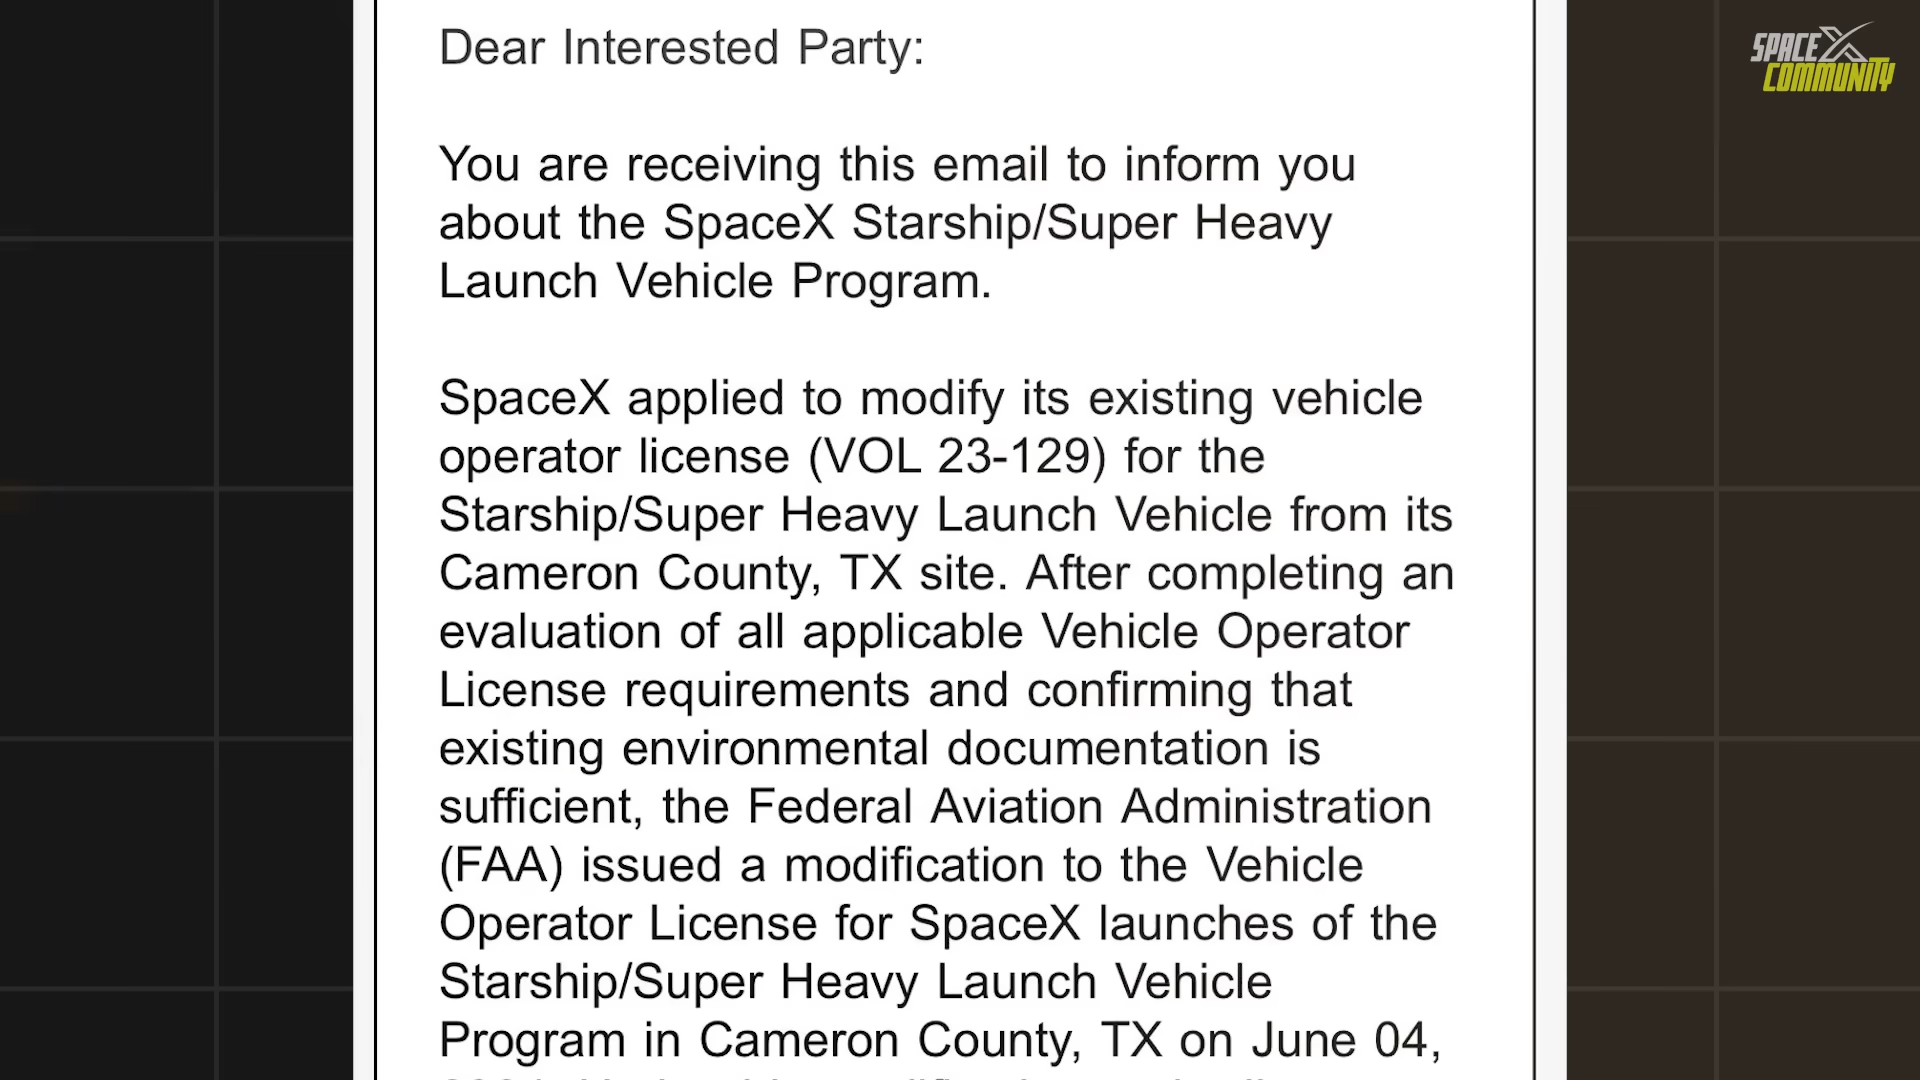 Dear Interested Party:
SPACEX
COMMUNITY
You are receiving this email to inform you
about the SpaceX Starship/Super Heavy
Launch Vehicle Program.
SpaceX applied to modify its existing vehicle
operator license (VOL 23-129) for the
Starship/Super Heavy Launch Vehicle from its
Cameron County, TX site. After completing an
evaluation of all applicable Vehicle Operator
License requirements and confirming that
existing environmental documentation is
sufficient, the Federal Aviation Administration
(FAA) issued a modification to the Vehicle
Operator License for SpaceX launches of the
Starship/Super Heavy Launch Vehicle
Program in Cameron County, TX on June 04,